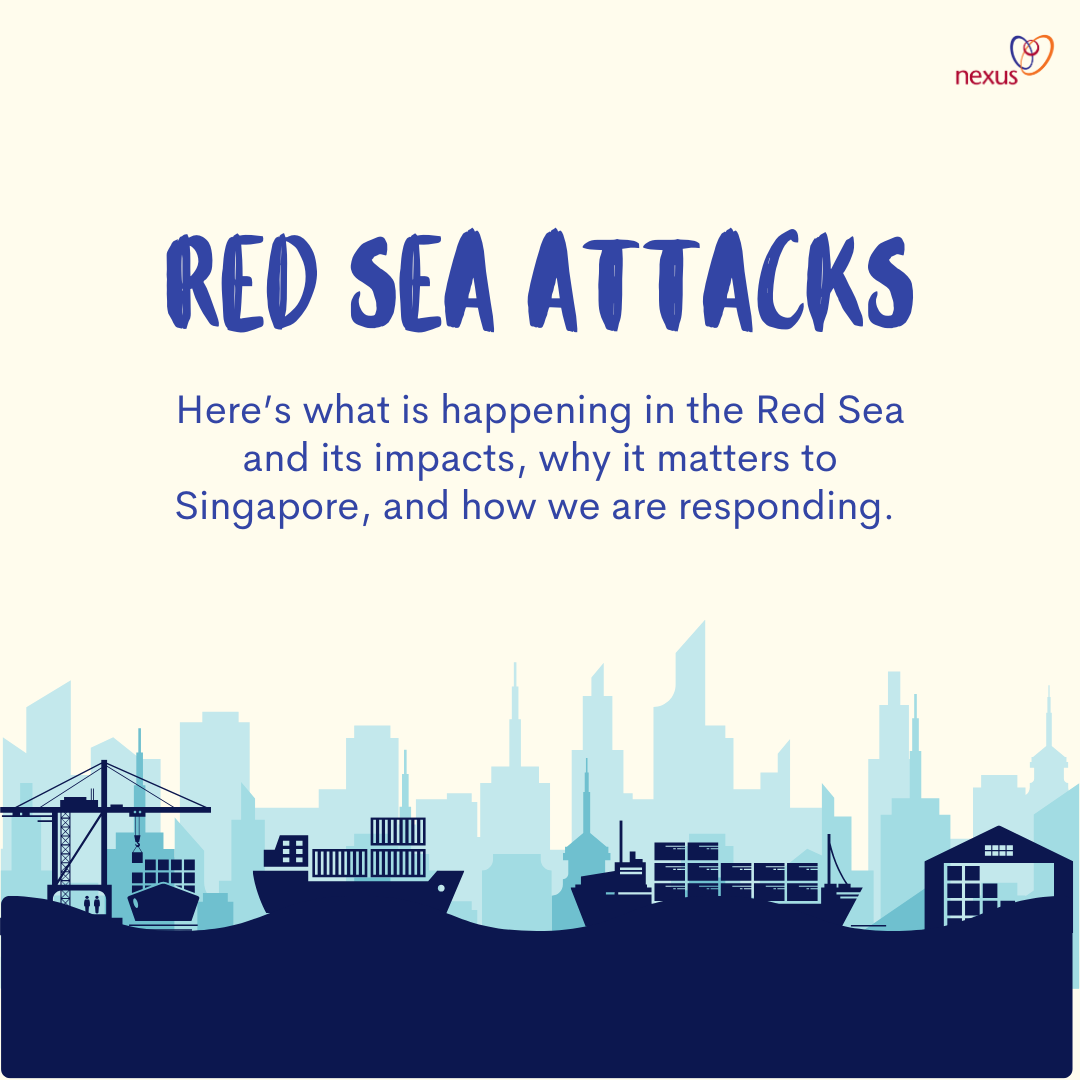 nexus
RED SEA ATTACKS
Here’s what is happening in the Red Sea
and its impacts, why it matters to
Singapore, and how we are responding.